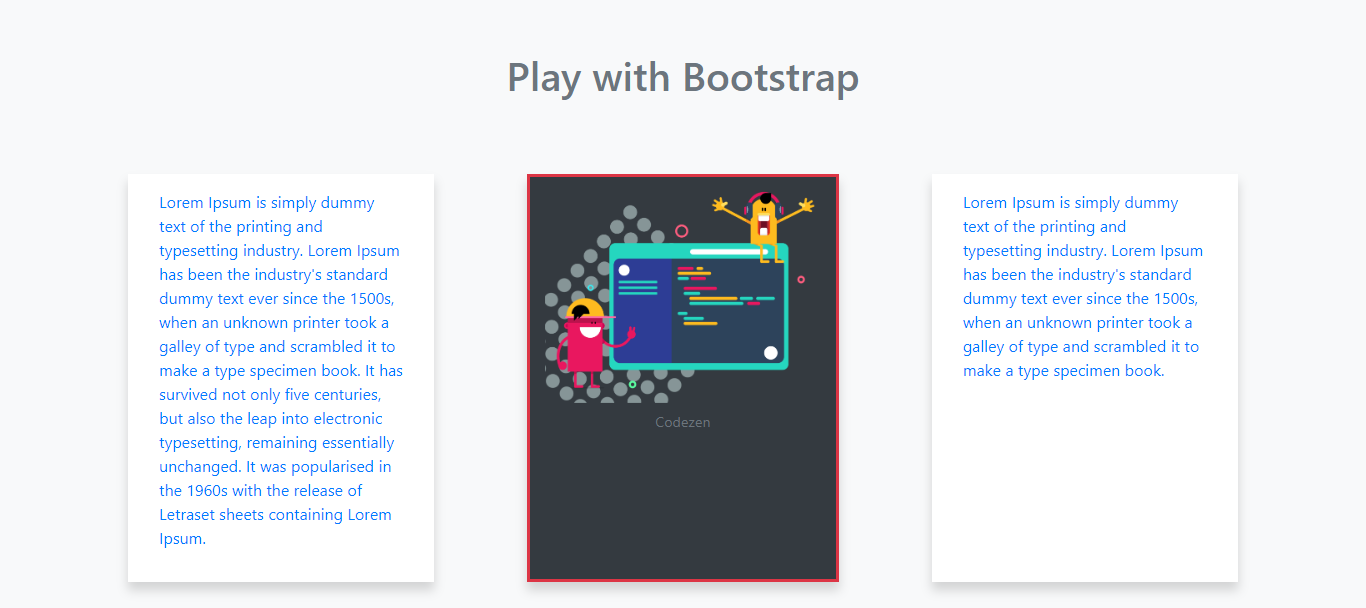 Play with Bootstrap
Lorem Ipsum is simply dummy
text of the printing and
typesetting industry. Lorem Ipsum
has been the industry's standard
dummy text ever since the 1500s,
when an unknown printer took a
galley of type and scrambled it to
make a type specimen book. It has
survived not only five centuries,
but also the leap into electronic
typesetting, remaining essentially
unchanged. It was popularised in
the 1960s with the release of
Letraset sheets containing Lorem
Ipsum.
Codezen
Lorem Ipsum is simply dummy
text of the printing and
typesetting industry. Lorem Ipsum
has been the industry's standard
dummy text ever since the 1500s,
when an unknown printer took a
galley of type and scrambled it to
make a type specimen book.